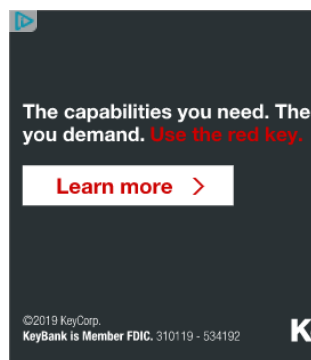 The capabilities you need. The
you demand. Use the red key.
Learn more
©2019 KeyCorp.
KeyBank is Member FDIC. 310119 - 534192
K